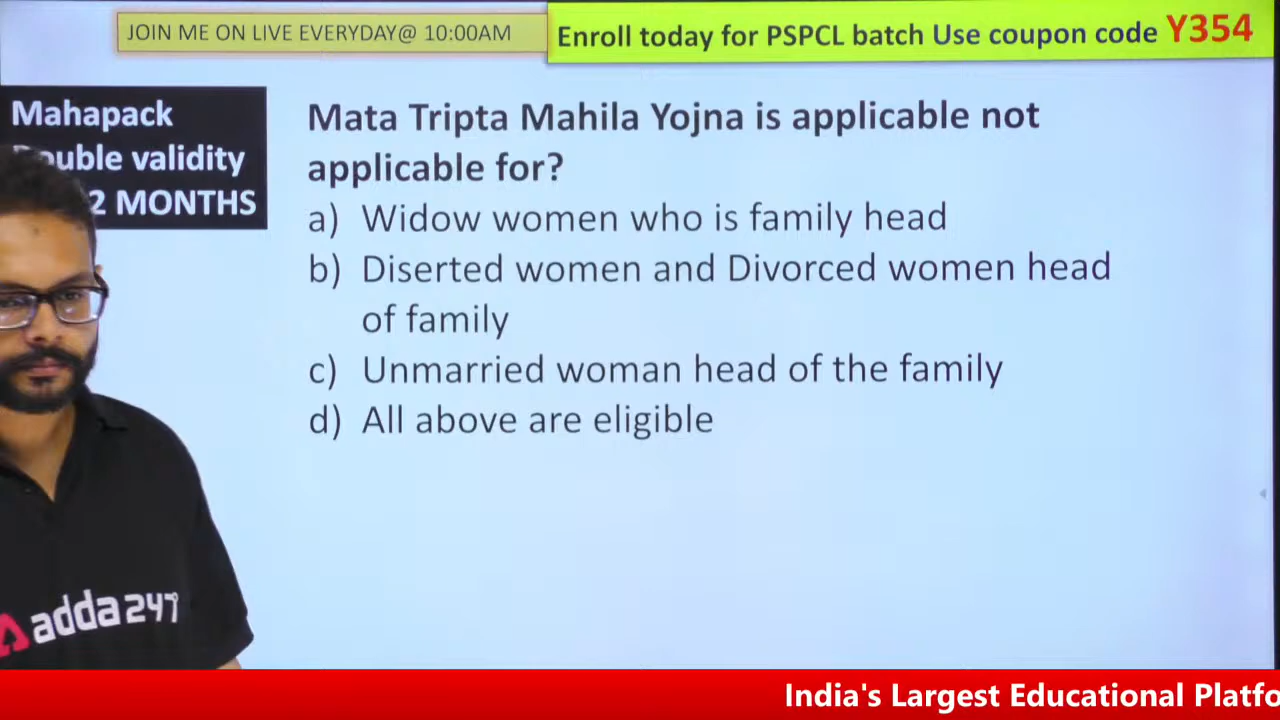 JOIN ME ON LIVE EVERYDAY@ 10:00AM
Enroll today for PSPCL batch Use coupon code Y354
Mahapack
Double validity
2 MONTHS
Mata Tripta Mahila Yojna is applicable not
applicable for?
a) Widow women who is family head
b) Diserted women and Divorced women head
of family
c) Unmarried woman head of the family
d) All above are eligible
adda247
India's Largest Educational Platfo